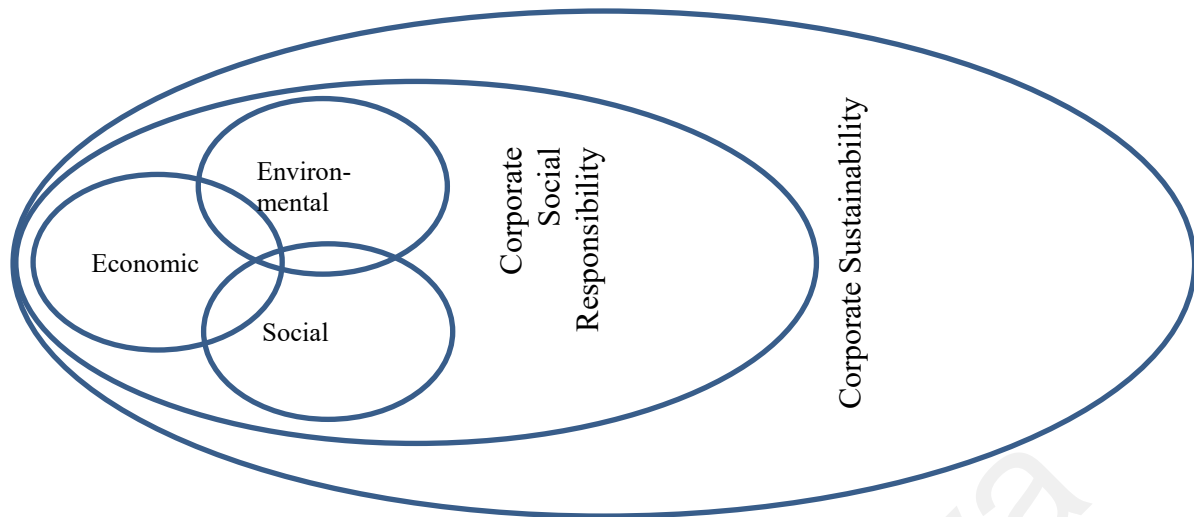 Environ-
mental
Economic
Social
Corporate
Social
Responsibility
Corporate Sustainability